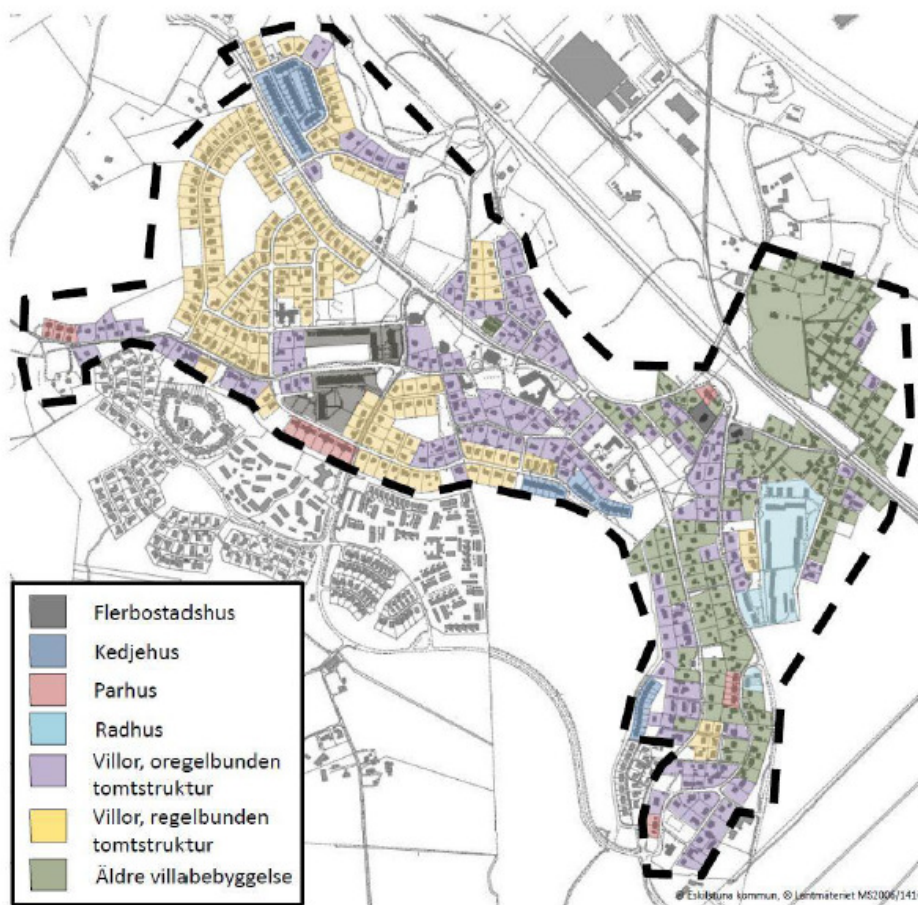 Flerbostadshus
Kedjehus
Parhus
Radhus
Villor, oregelbunden
tomtstruktur
Villor, regelbunden
tomtstruktur
Äldre villabebyggelse
© Eskilstuna kommun, © Lantmäteriet MS2006/141